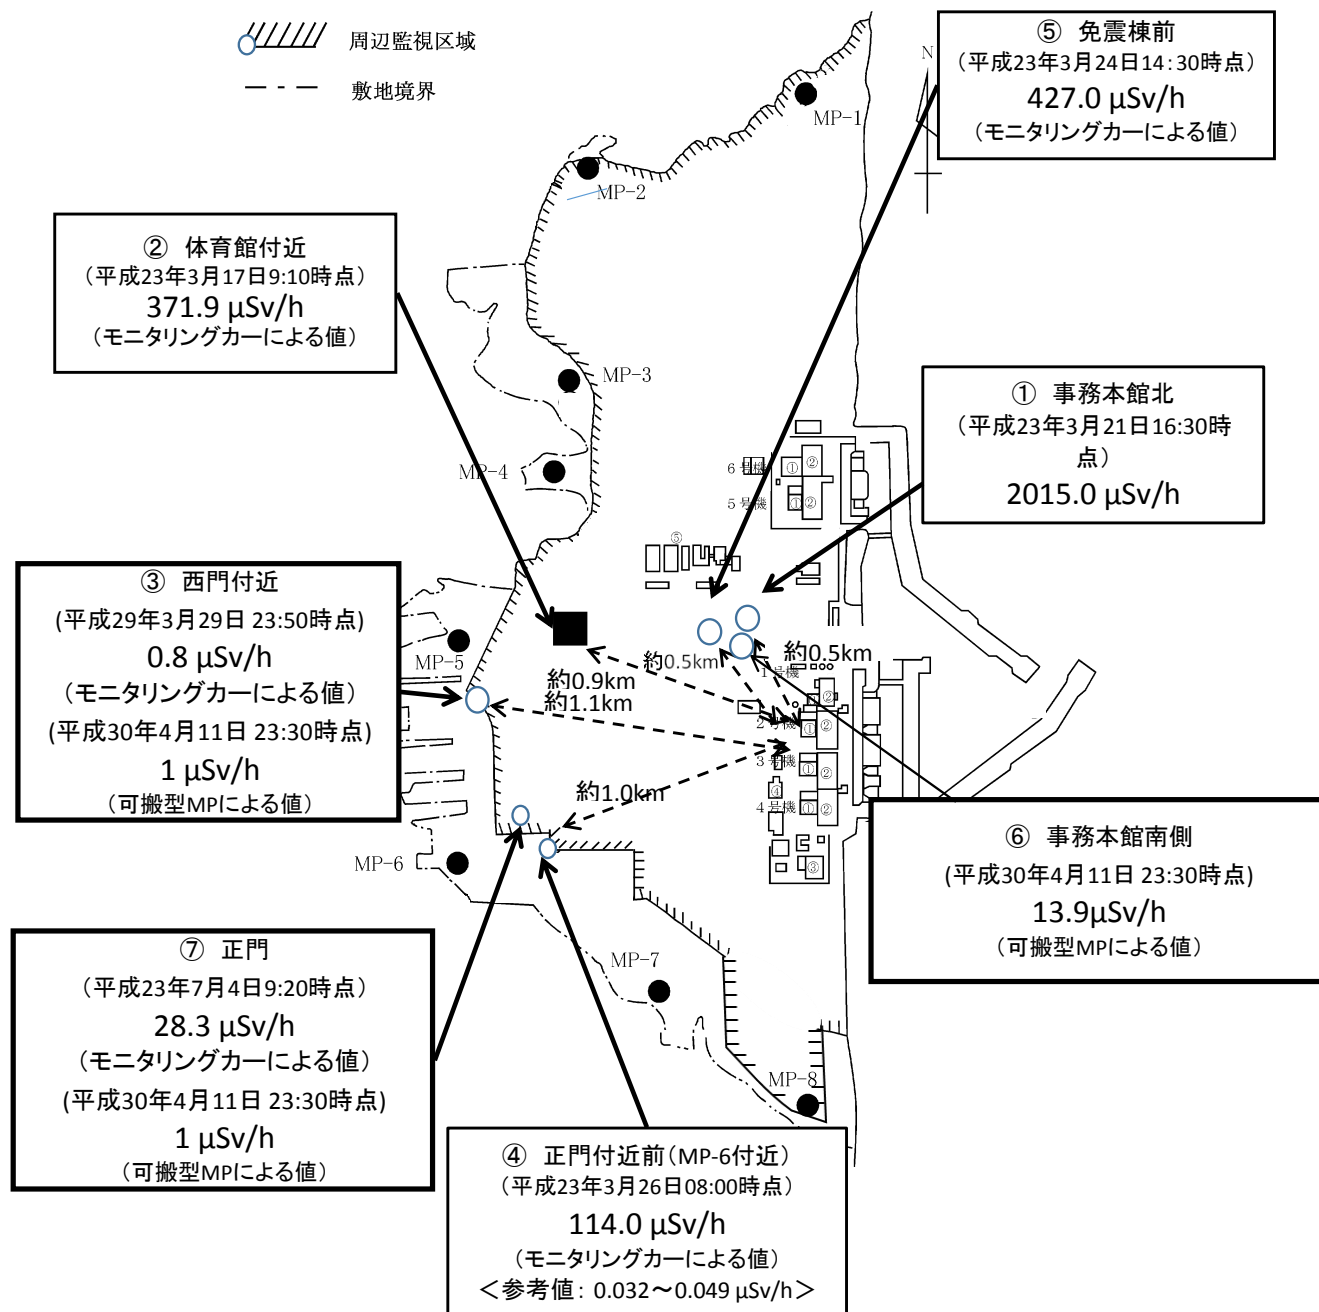 周辺監視区域
敷地境界
⑤ 免震棟前
(平成23年3月24日14:30時点)
427.0 μSv/h
(モニタリングカーによる値)
N
MP-1
MP-2
② 体育館付近
(平成23年3月17日9:10時点)
371.9 μSv/h
(モニタリングカーによる値)
MP-3
① 事務本館北
(平成23年3月21日16:30時
点)
2015.0 μSv/h
MP-4
6号機
①
②
5号機
①
②
⑤
③ 西門付近
(平成29年3月29日 23:50時点)
0.8 μSv/h
(モニタリングカーによる値)
(平成30年4月11日 23:30時点)
1 μSv/h
(可搬型MPによる値)
MP-5
約0.9km
約1.1km
約0.5km
約0.5km
1号機
②
2号機
①
②
3号機
①
②
④
4号機
①
②
③
約1.0km
MP-6
⑥ 事務本館南側
(平成30年4月11日 23:30時点)
13.9μSv/h
(可搬型MPによる値)
⑦ 正門
(平成23年7月4日9:20時点)
28.3 μSv/h
(モニタリングカーによる値)
(平成30年4月11日 23:30時点)
1 μSv/h
(可搬型MPによる値)
MP-7
MP-8
④ 正門付近前(MP-6付近)
(平成23年3月26日08:00時点)
114.0 μSv/h
(モニタリングカーによる値)
<参考値: 0.032~0.049 μSv/h>